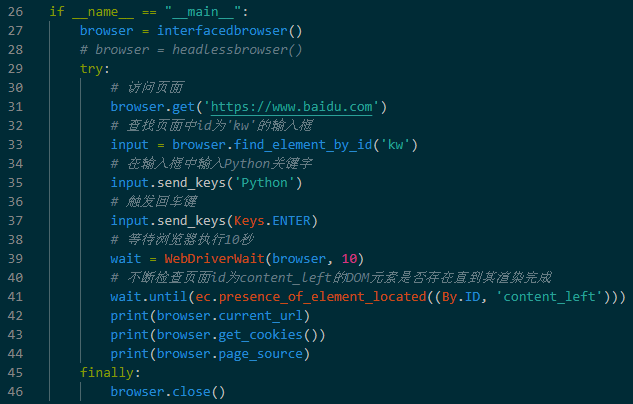 26 if __name__ == "__main__":
27     browser = interfacedbrowser()
28     # browser = headlessbrowser()
29     try:
30         # 访问页面
31         browser.get('https://www.baidu.com')
32         # 查找页面中id为'kw'的输入框
33         input = browser.find_element_by_id('kw')
34         # 在输入框中输入Python关键字
35         input.send_keys('Python')
36         # 触发回车键
37         input.send_keys(Keys.ENTER)
38         # 等待浏览器执行10秒
39         wait = WebDriverWait(browser, 10)
40         # 不断检查页面id为content_left的DOM元素是否存在直到其渲染完成
41         wait.until(ec.presence_of_element_located((By.ID, 'content_left')))
42         print(browser.current_url)
43         print(browser.get_cookies())
44         print(browser.page_source)
45     finally:
46         browser.close()